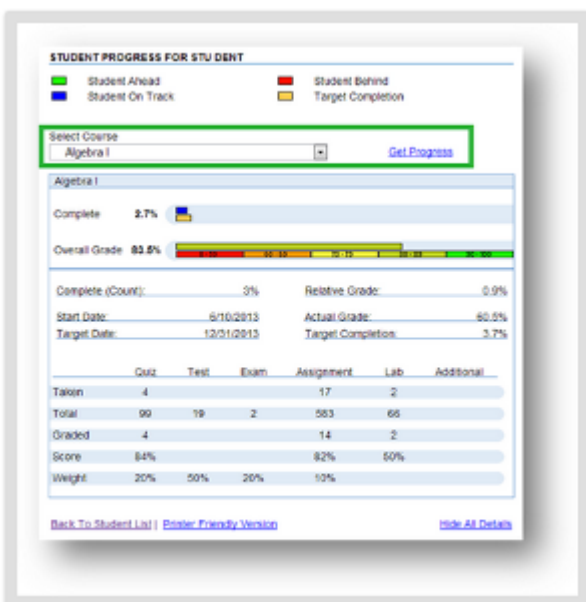 STUDENT PROGRESS FOR STU DENT
Student Ahead
Student Behind
Student On Track
Target Completion
Select Course
Algebra I
Get Progress
Algebra I
Complete 2.7%
Overall Grade 83.5%
Complete (Count): 3% Relative Grade: 0.9%
Start Date: 6/10/2013 Actual Grade: 60.5%
Target Date: 12/31/2013 Target Completion: 3.7%
Quiz Test Exam Assignment Lab Additional
Taken 4 17 2
Total 99 19 2 583 66
Graded 4 14 2
Score 84% 82% 50%
Weight 20% 50% 20% 10%
Back To Student List | Printer Friendly Version Hide All Details